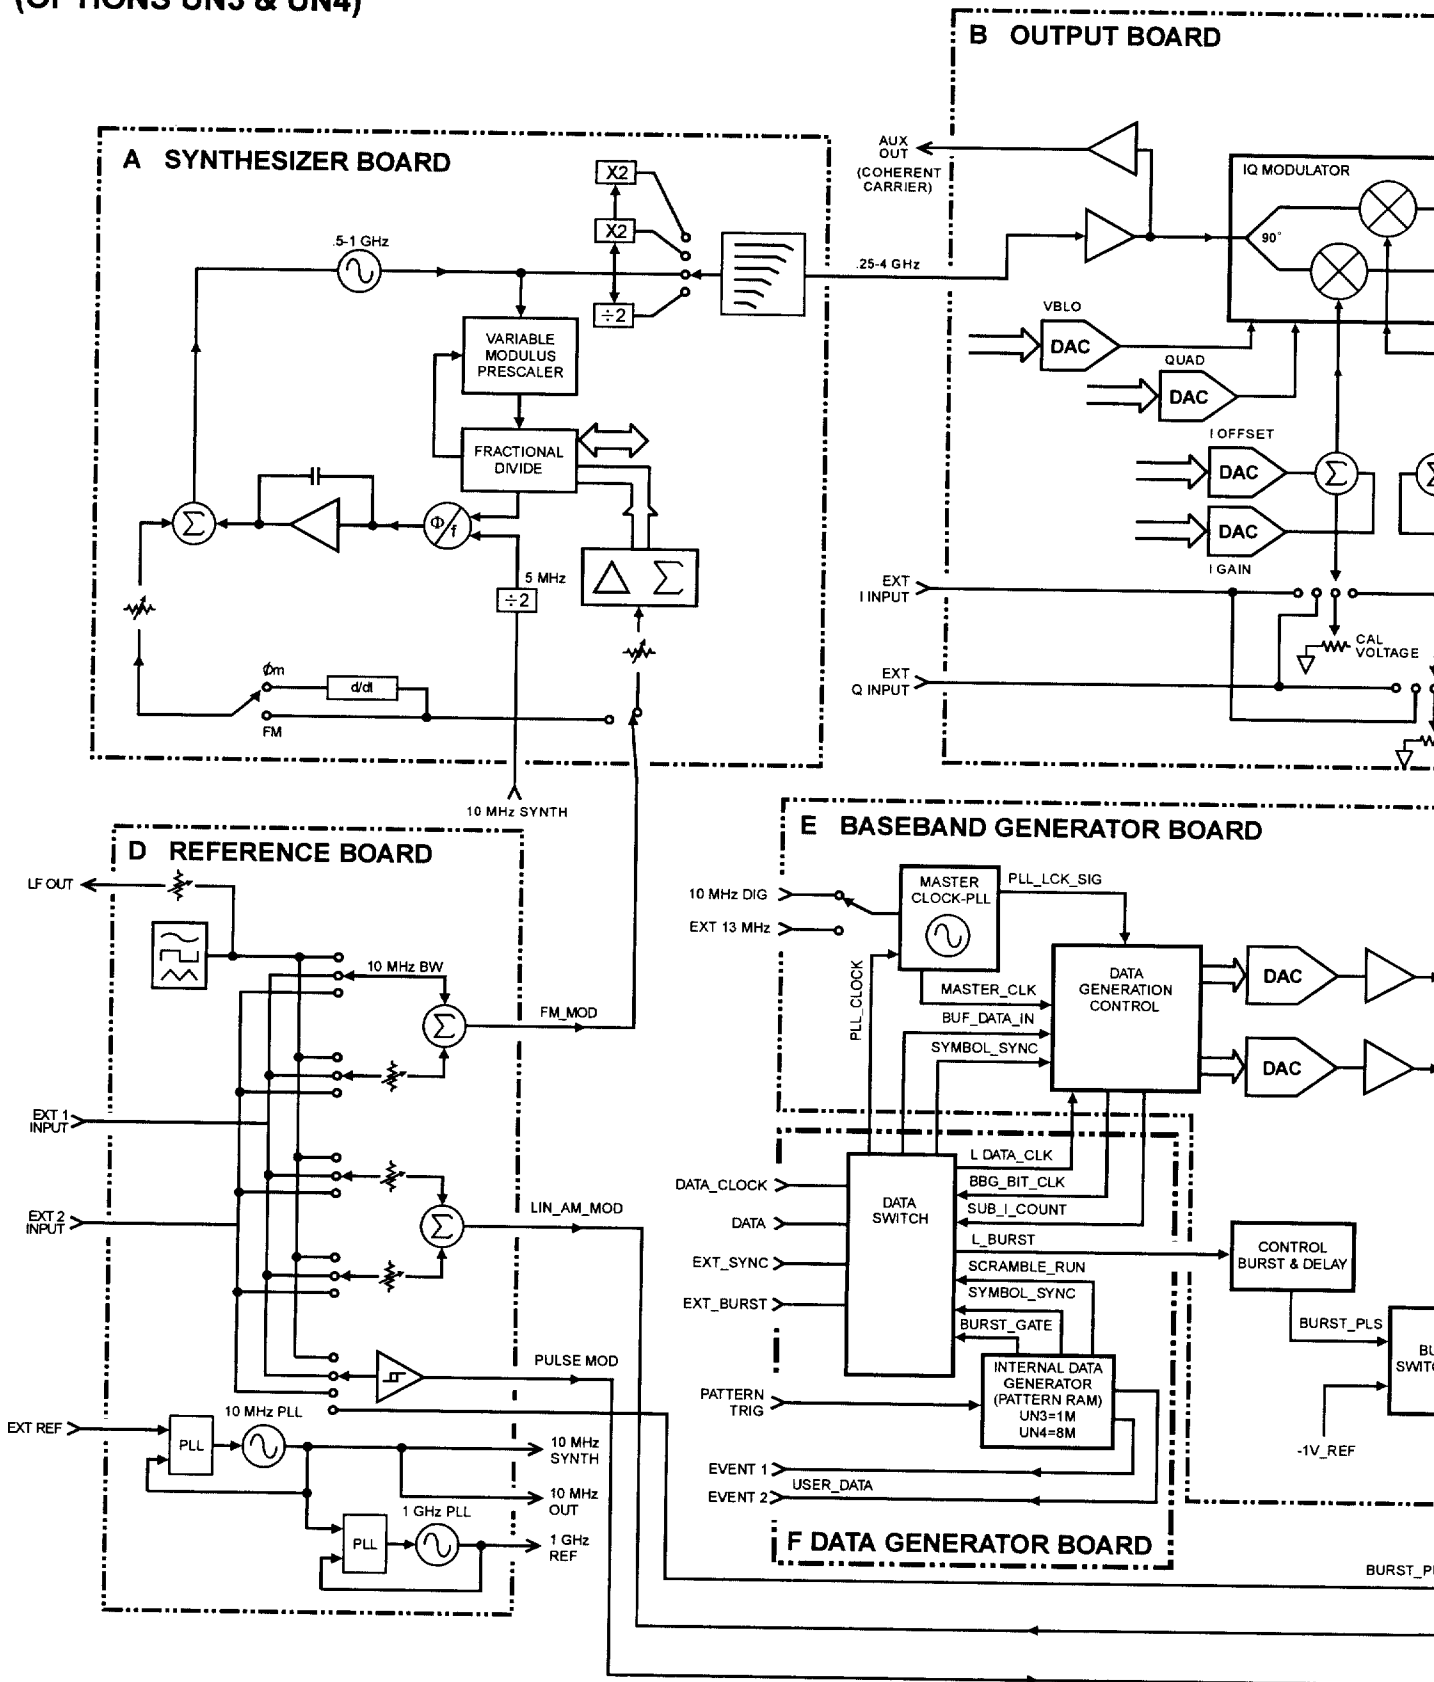 (OPTIONS UN3 & UN4)
B OUTPUT BOARD
A SYNTHESIZER BOARD
X2
X2
÷2
.5-1 GHz
VARIABLE
MODULUS
PRESCALER
FRACTIONAL
DIVIDE
Σ
Φ/f
5 MHz
÷2
Δ Σ
Φm
d/dt
FM
10 MHz SYNTH
.25-4 GHz
AUX
OUT
(COHERENT
CARRIER)
IQ MODULATOR
90°
VBLO
DAC
QUAD
DAC
I OFFSET
DAC
Σ
Σ
DAC
I GAIN
EXT
I INPUT
CAL
VOLTAGE
EXT
Q INPUT
D REFERENCE BOARD
LF OUT
10 MHz BW
Σ
FM_MOD
EXT 1
INPUT
EXT 2
INPUT
Σ
LIN_AM_MOD
PULSE MOD
EXT REF
10 MHz PLL
PLL
10 MHz
SYNTH
10 MHz
OUT
1 GHz PLL
PLL
1 GHz
REF
E BASEBAND GENERATOR BOARD
10 MHz DIG
EXT 13 MHz
MASTER
CLOCK-PLL
PLL_LCK_SIG
PLL_CLOCK
MASTER_CLK
BUF_DATA_IN
SYMBOL_SYNC
DATA
GENERATION
CONTROL
DAC
DAC
DATA_CLOCK
DATA
EXT_SYNC
EXT_BURST
DATA
SWITCH
L DATA_CLK
BBG_BIT_CLK
SUB_I_COUNT
L_BURST
SCRAMBLE_RUN
SYMBOL_SYNC
BURST_GATE
CONTROL
BURST & DELAY
BURST_PLS
BU
SWITC
-1V_REF
PATTERN
TRIG
INTERNAL DATA
GENERATOR
(PATTERN RAM)
UN3=1M
UN4=8M
EVENT 1
EVENT 2
USER_DATA
F DATA GENERATOR BOARD
BURST_P